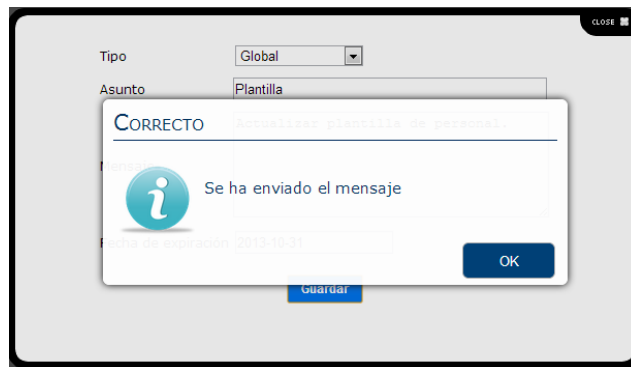 CLOSE
Tipo Global
Asunto Plantilla
CORRECTO
Actualizar plantilla de personal.
Mensaje
Se ha enviado el mensaje
Fecha de expiración 2013-10-31
OK
Guardar